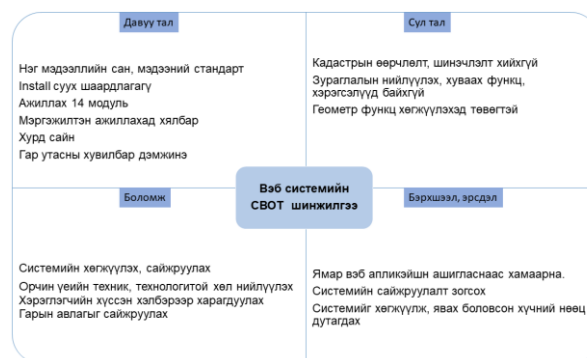 Давуу тал
Нэг мэдээллийн сан, мэдээний стандарт
Install суух шаардлагагү
Ажиллах 14 модуль
Мэргэжилтэн ажиллахад хялбар
Хурд сайн
Гар утасны хувилбар дэмжинэ
Сул тал
Кадастрын өөрчлөлт, шинэчлэлт хийхгүй
Зураглалын нийлүүлэх, хуваах функц,
хэрэгсэлүүд байхгүй
Геометр функц хөгжүүлэхэд төвөгтэй
Вэб системийн
СВОТ шинжилгээ
Боломж
Системийн хөгжүүлэх, сайжруулах
Орчин үеийн техник, технологитой хөл нийлүүлэх
Хэрэглэгчийн хүссэн хэлбэрээр харагдуулах
Гарын авлагыг сайжруулах
Бэрхшээл, эрсдэл
Ямар вэб апликэйшн ашигласнаас хамаарна.
Системийн сайжруулалт зогсох
Системийг хөгжүүлж, явах боловсон хүчний нөөц
дутагдах